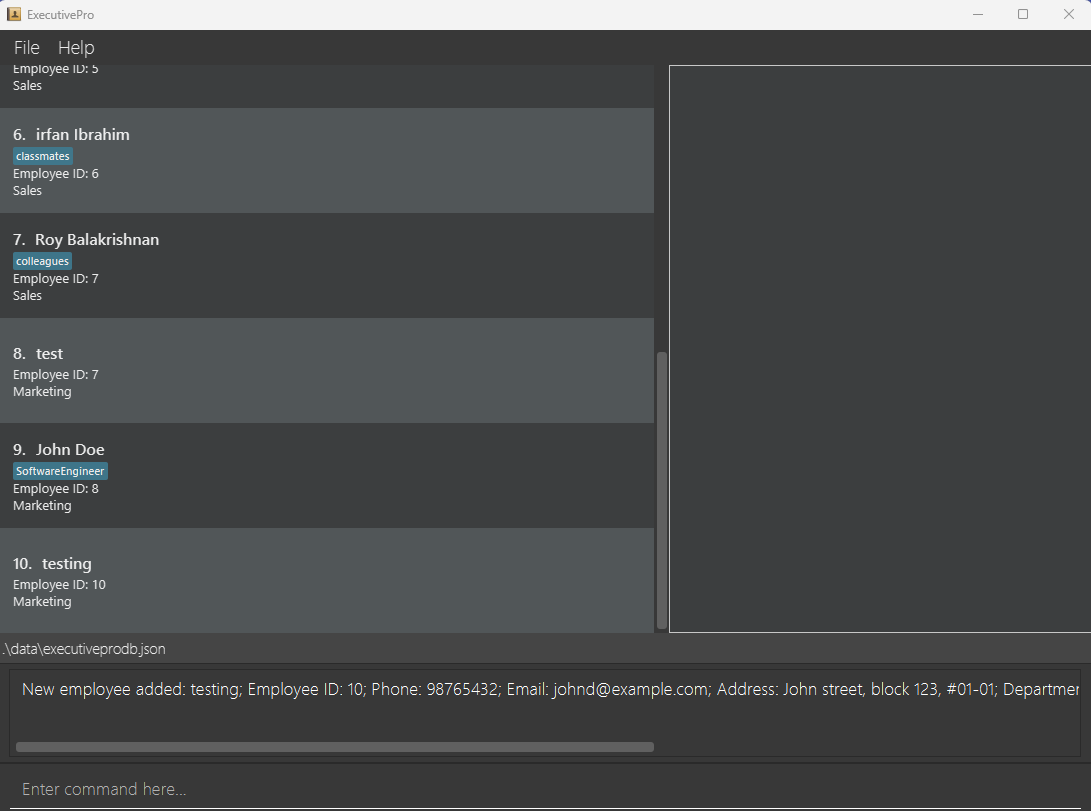 ExecutivePro
File Help
Employee ID: 5
Sales
6. irfan Ibrahim
classmates
Employee ID: 6
Sales
7. Roy Balakrishnan
colleagues
Employee ID: 7
Sales
8. test
Employee ID: 7
Marketing
9. John Doe
SoftwareEngineer
Employee ID: 8
Marketing
10. testing
Employee ID: 10
Marketing
.\data\executiveprodb.json
New employee added: testing; Employee ID: 10; Phone: 98765432; Email: johnd@example.com; Address: John street, block 123, #01-01;
Enter command here...